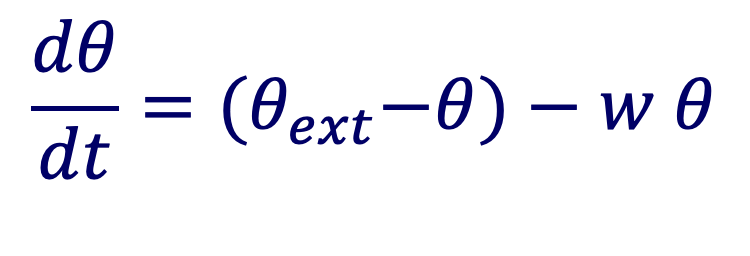 dθ/dt = (θ_ext−θ) − w θ